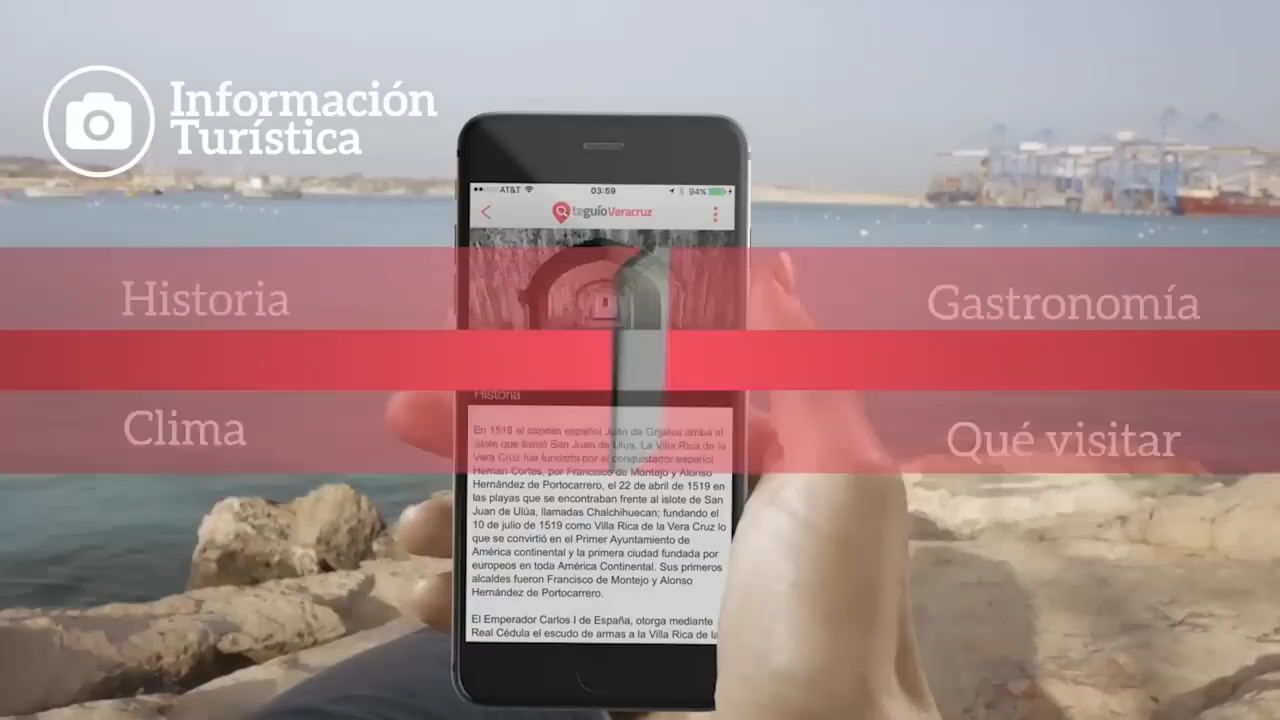 Información
Turística
AT&T
03:59
94%
teguíoVeracruz
Historia
Gastronomía
Historia
Clima
Qué visitar
En 1518 el capitán español Juan de Grijalva arriba al
islote que llamó San Juan de Ulúa. La Villa Rica de la
Vera Cruz fue fundada por el conquistador español
Hernán Cortés, por Francisco de Montejo y Alonso
Hernández de Portocarrero, el 22 de abril de 1519 en
las playas que se encontraban frente al islote de San
Juan de Ulúa, llamadas Chalchihuecan; fundando el
10 de julio de 1519 como Villa Rica de la Vera Cruz lo
que se convirtió en el Primer Ayuntamiento de
América continental y la primera ciudad fundada por
europeos en toda América Continental. Sus primeros
alcaldes fueron Francisco de Montejo y Alonso
Hernández de Portocarrero.
El Emperador Carlos I de España, otorga mediante
Real Cédula el escudo de armas a la Villa Rica de la